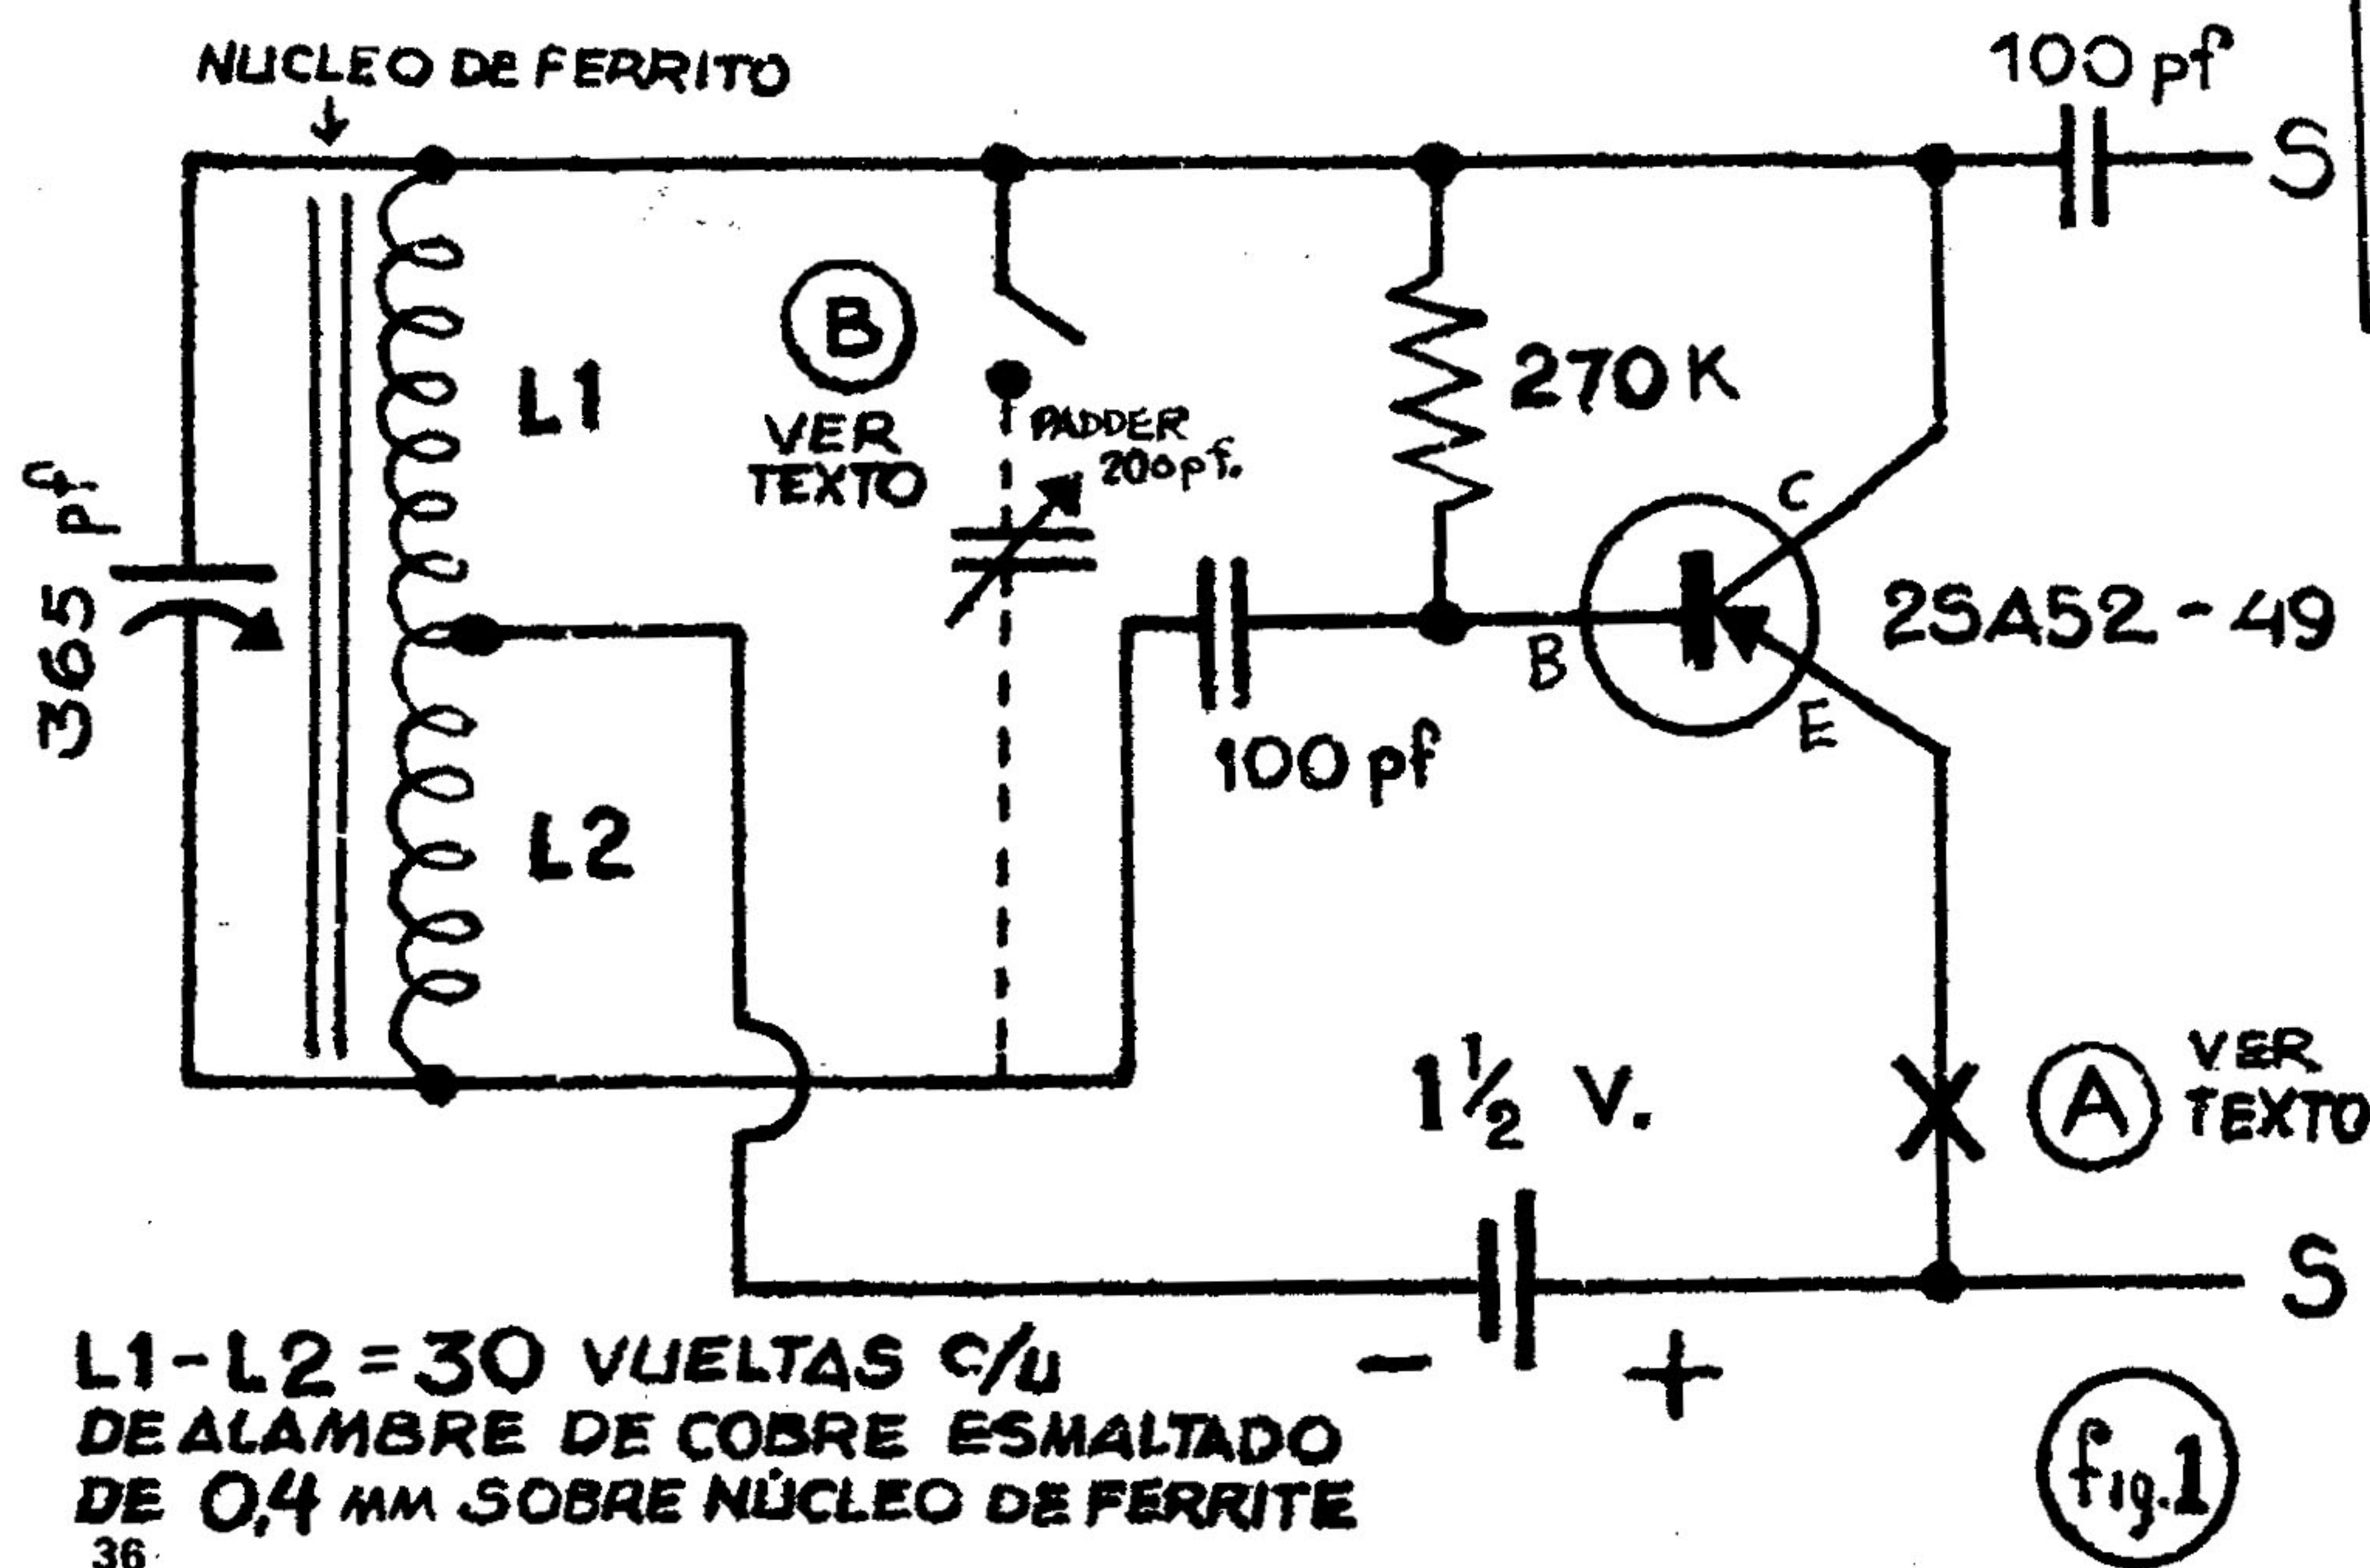 NUCLEO DE FERRITO
100 pf
S
L1
B
VER
TEXTO
PADDER
200 pf.
270K
365 pf
C
B
E
2SA52-49
100 pf
L2
1½ V.
A
VER
TEXTO
S
- +
L1-L2=30 VUELTAS C/U
DE ALAMBRE DE COBRE ESMALTADO
DE 0,4 MM SOBRE NÚCLEO DE FERRITE
fig.1
36